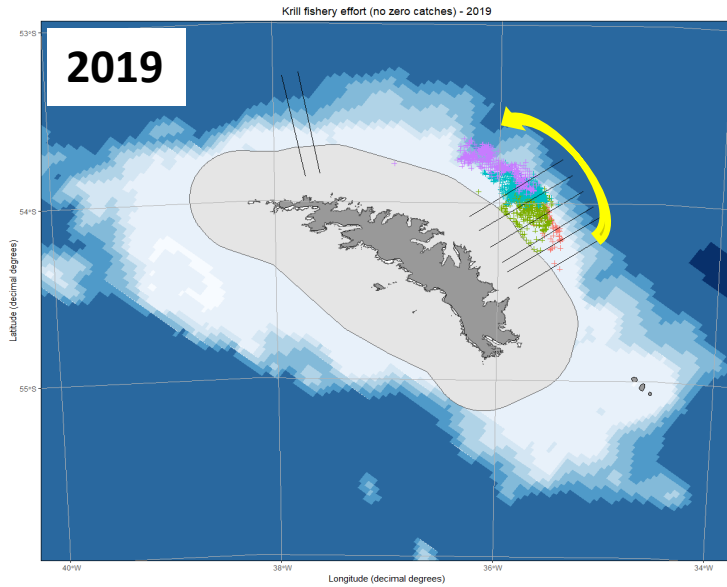 Krill fishery effort (no zero catches) - 2019
2019
53°S
54°S
55°S
Latitude (decimal degrees)
40°W
38°W
36°W
34°W
Longitude (decimal degrees)